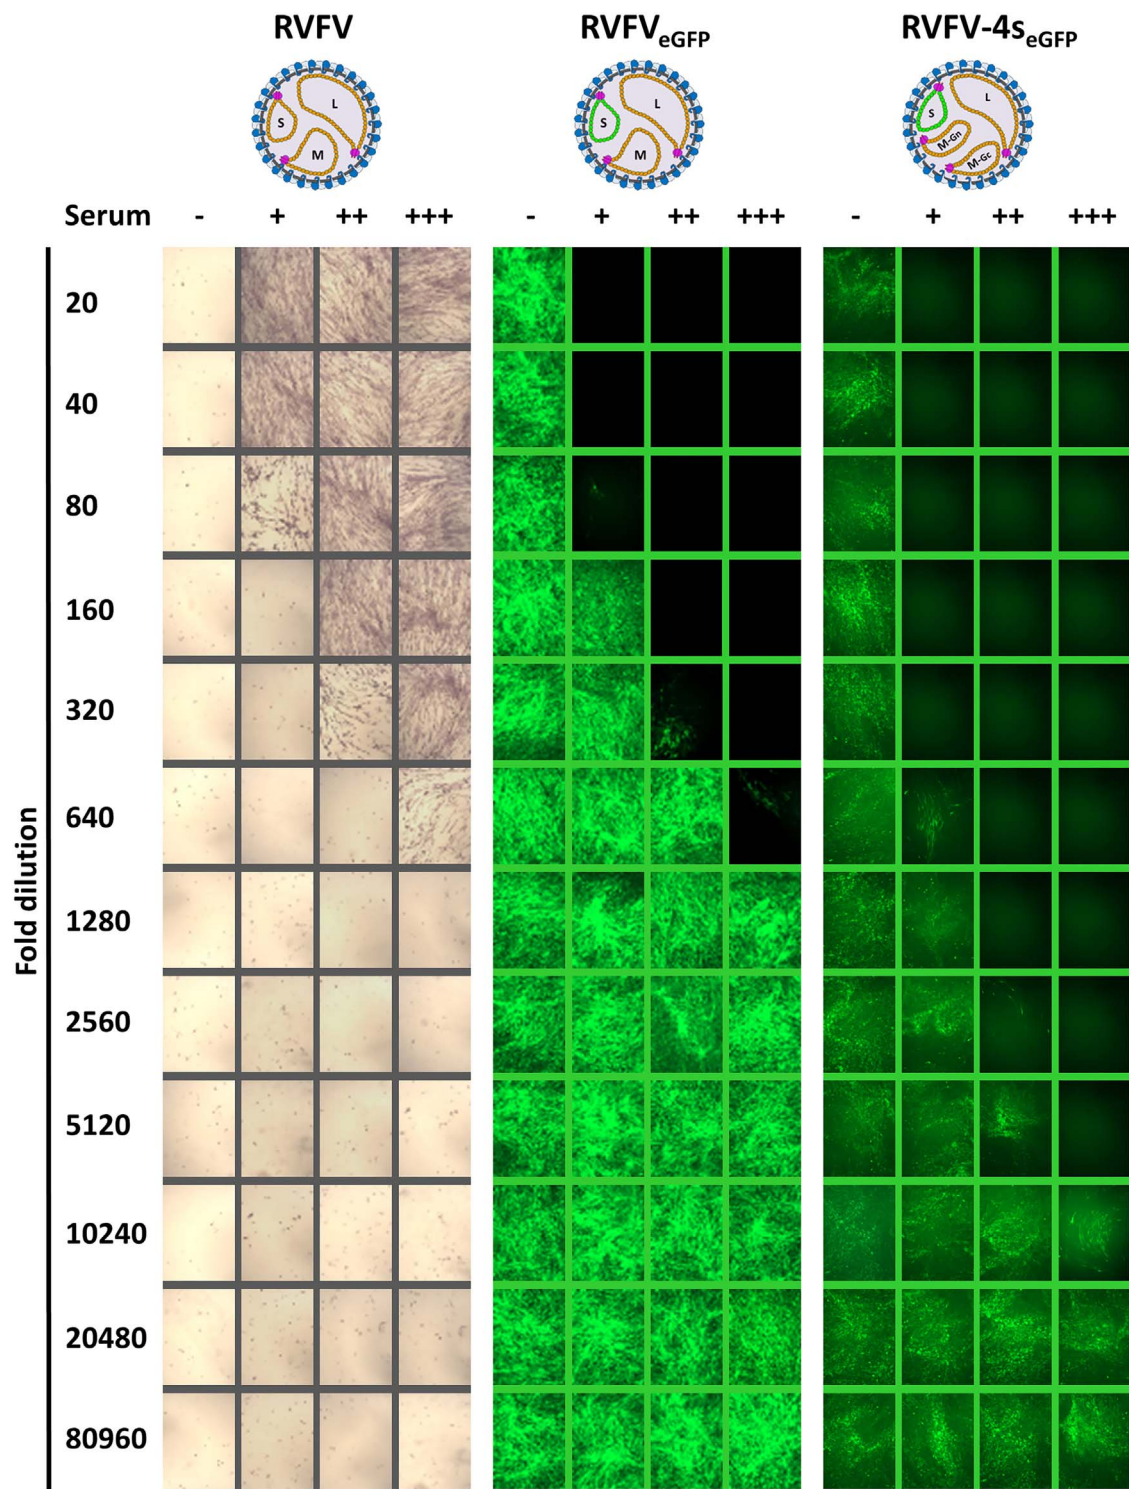 RVFV RVFVeGFP RVFV-4seGFP
L L L
S S S
M M M-Gn
M-Gc
Serum - + ++ +++ - + ++ +++ - + ++ +++
20
40
80
160
320
640
1280
2560
5120
10240
20480
80960
Fold dilution